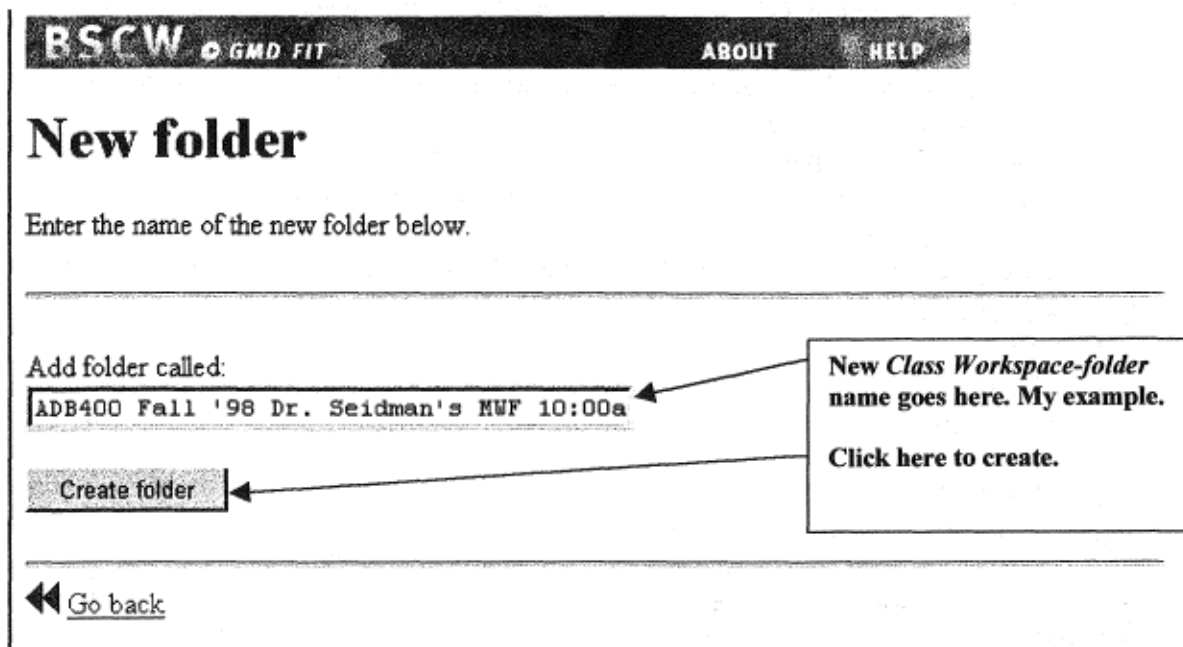 BSCW GMD FIT ABOUT HELP
New folder
Enter the name of the new folder below.
Add folder called:
ADB400 Fall '98 Dr. Seidman's MWF 10:00a
New Class Workspace-folder
name goes here. My example.
Click here to create.
Create folder
Go back